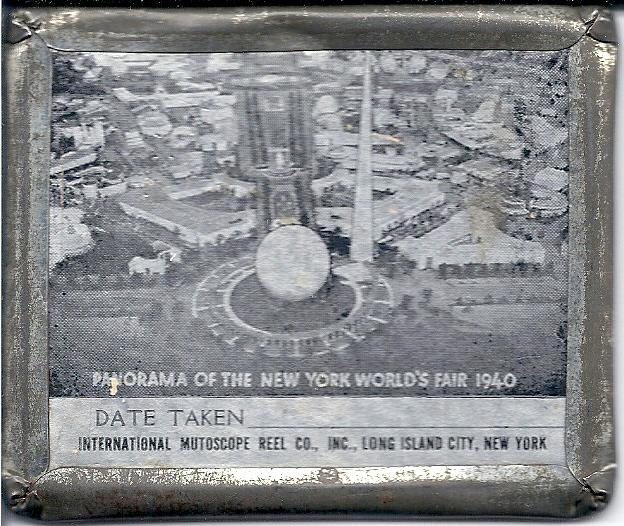 PANORAMA OF THE NEW YORK WORLD'S FAIR 1940
DATE TAKEN
INTERNATIONAL MUTOSCOPE REEL CO., INC., LONG ISLAND CITY, NEW YORK